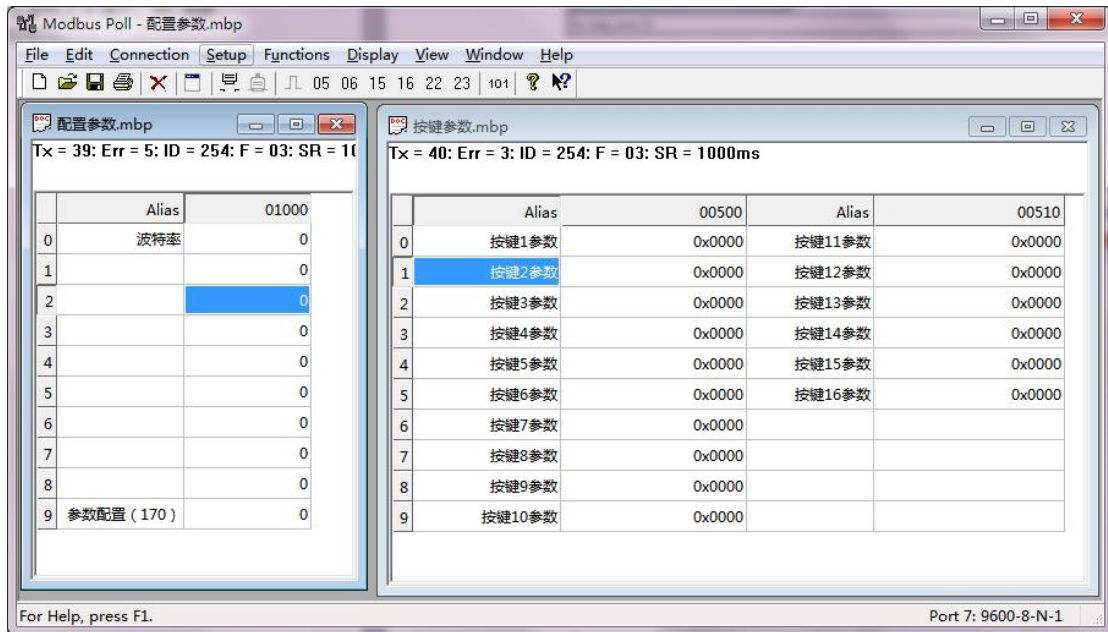 Modbus Poll - 配置参数.mbp
File Edit Connection Setup Functions Display View Window Help
05 06 15 16 22 23 101
配置参数.mbp
Tx = 39: Err = 5: ID = 254: F = 03: SR = 10
Alias 01000
0 波特率 0
1 0
2 0
3 0
4 0
5 0
6 0
7 0
8 0
9 参数配置（170） 0
按键参数.mbp
Tx = 40: Err = 3: ID = 254: F = 03: SR = 1000ms
Alias 00500 Alias 00510
0 按键1参数 0x0000 按键11参数 0x0000
1 按键2参数 0x0000 按键12参数 0x0000
2 按键3参数 0x0000 按键13参数 0x0000
3 按键4参数 0x0000 按键14参数 0x0000
4 按键5参数 0x0000 按键15参数 0x0000
5 按键6参数 0x0000 按键16参数 0x0000
6 按键7参数 0x0000
7 按键8参数 0x0000
8 按键9参数 0x0000
9 按键10参数 0x0000
For Help, press F1.
Port 7: 9600-8-N-1